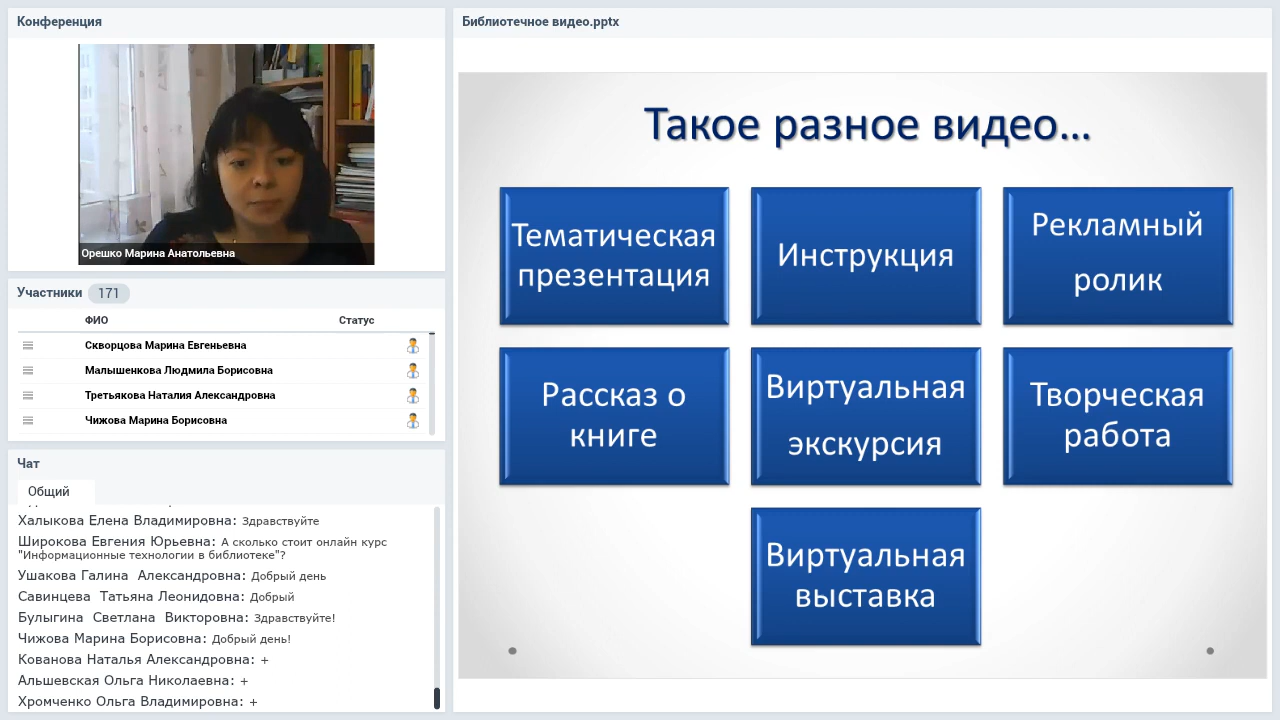 Конференция
Орешко Марина Анатольевна
Участники 171
ФИО Статус
Скворцова Марина Евгеньевна
Малышенкова Людмила Борисовна
Третьякова Наталия Александровна
Чижова Марина Борисовна
Чат
Общий
Халыкова Елена Владимировна: Здравствуйте
Широкова Евгения Юрьевна: А сколько стоит онлайн курс
"Информационные технологии в библиотеке"?
Ушакова Галина Александровна: Добрый день
Савинцева Татьяна Леонидовна: Добрый
Булыгина Светлана Викторовна: Здравствуйте!
Чижова Марина Борисовна: Добрый день!
Кованова Наталья Александровна: +
Альшевская Ольга Николаевна: +
Хромченко Ольга Владимировна: +
Библиотечное видео.pptx
Такое разное видео...
Тематическая
презентация
Инструкция
Рекламный
ролик
Рассказ о
книге
Виртуальная
экскурсия
Творческая
работа
Виртуальная
выставка